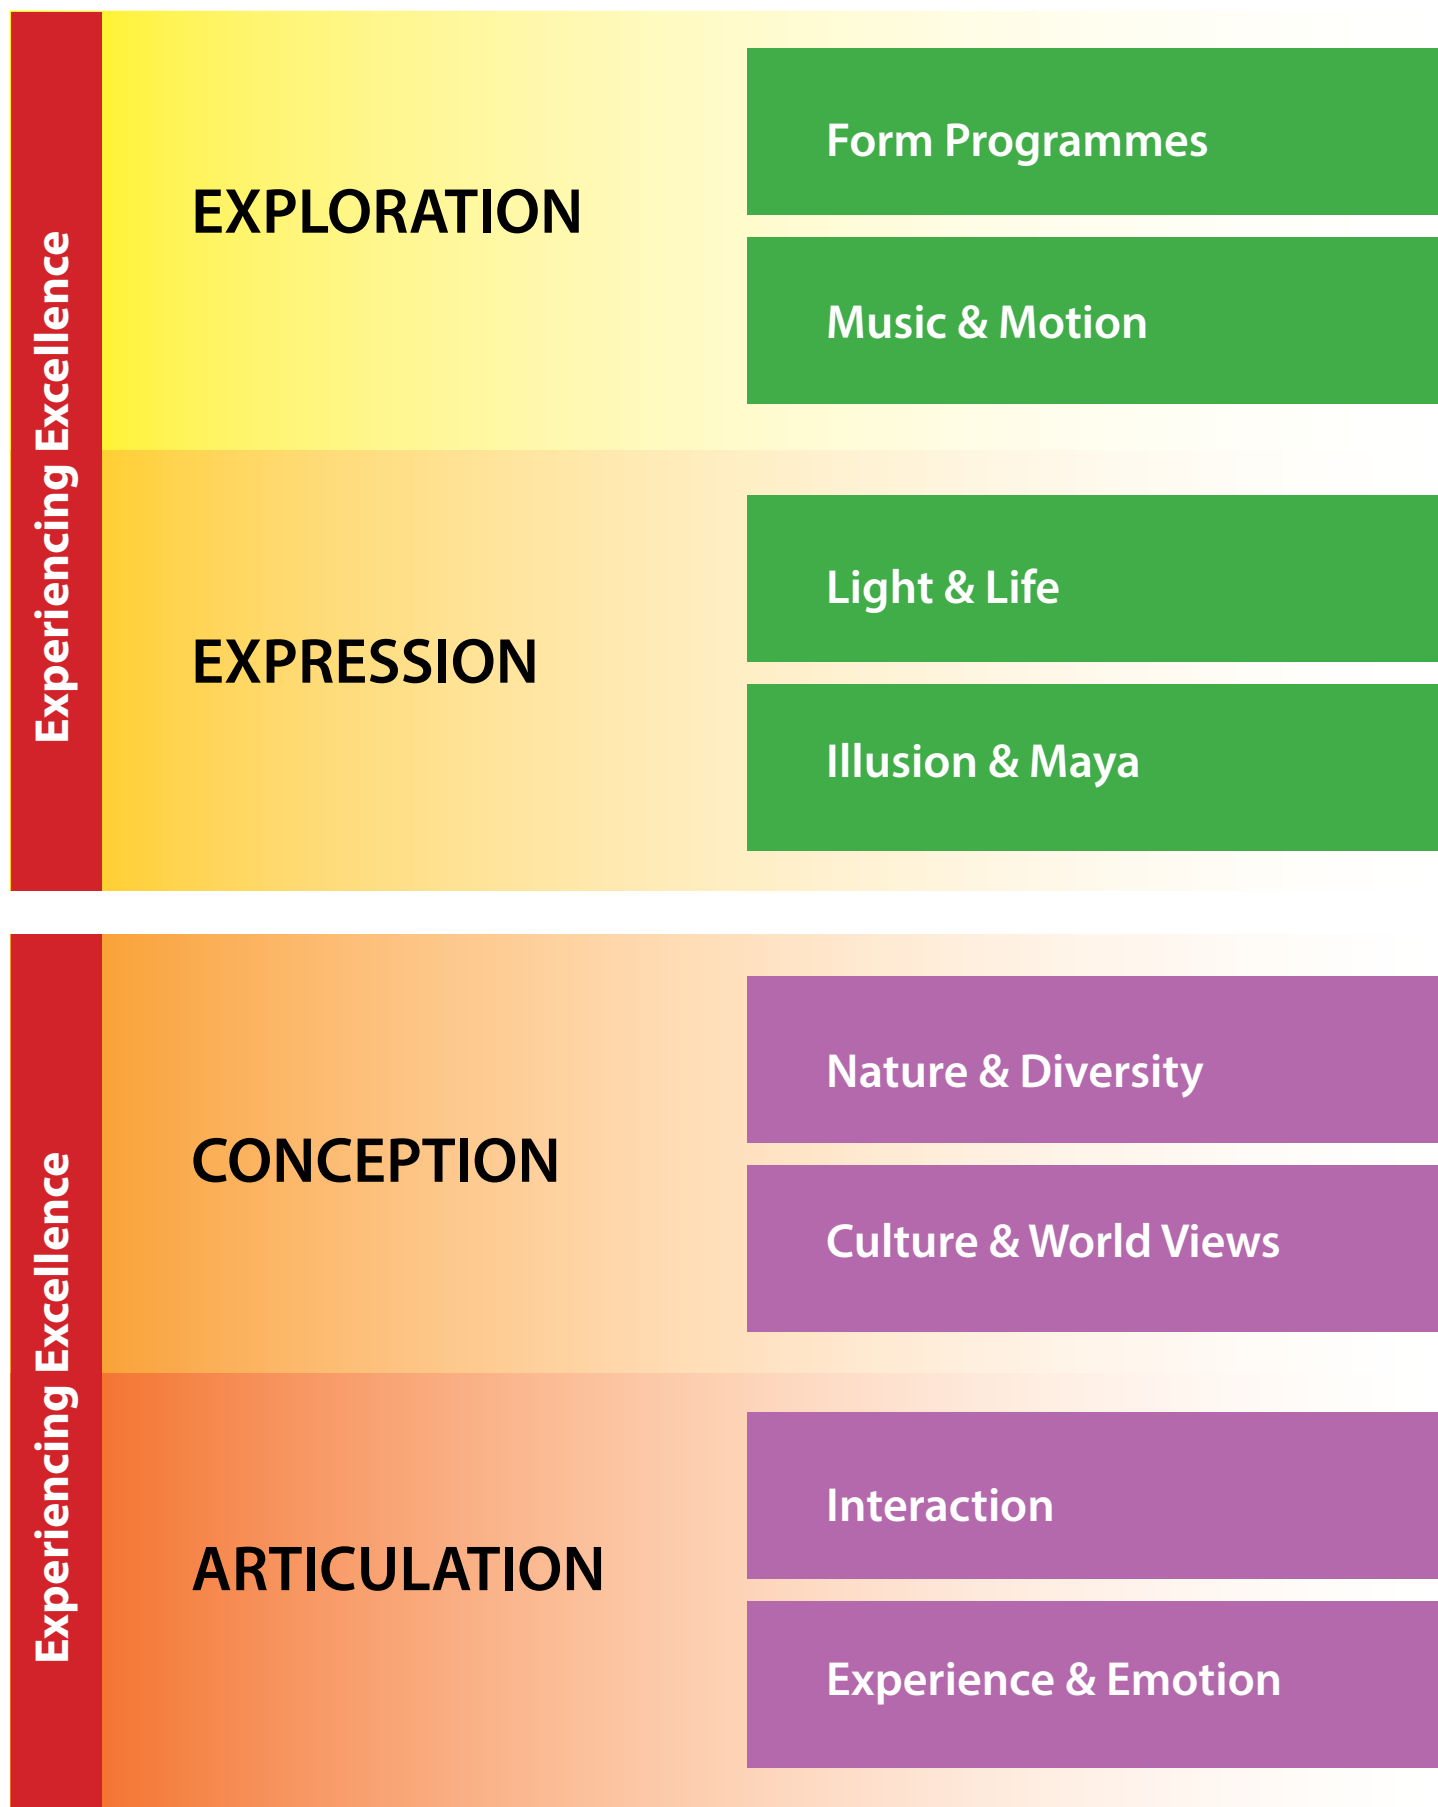 Experiencing Excellence
EXPLORATION
Form Programmes
Music & Motion
EXPRESSION
Light & Life
Illusion & Maya
Experiencing Excellence
CONCEPTION
Nature & Diversity
Culture & World Views
ARTICULATION
Interaction
Experience & Emotion